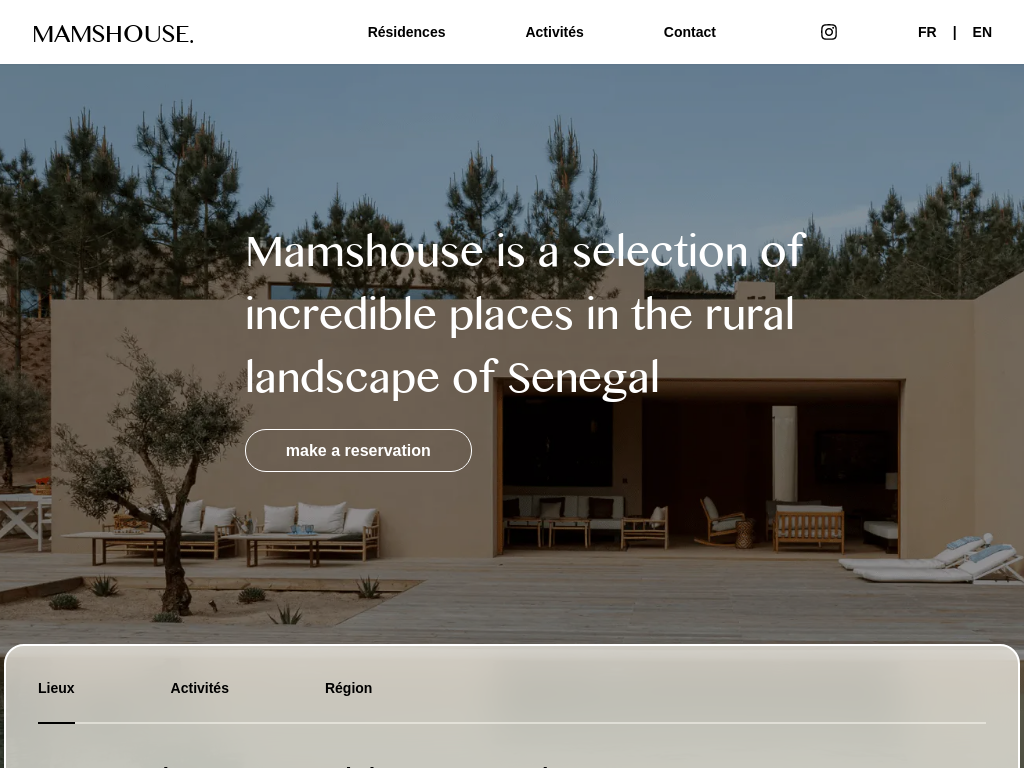 MAMSHOUSE.
Résidences
Activités
Contact
FR | EN
Mamshouse is a selection of
incredible places in the rural
landscape of Senegal
make a reservation
Lieux
Activités
Région